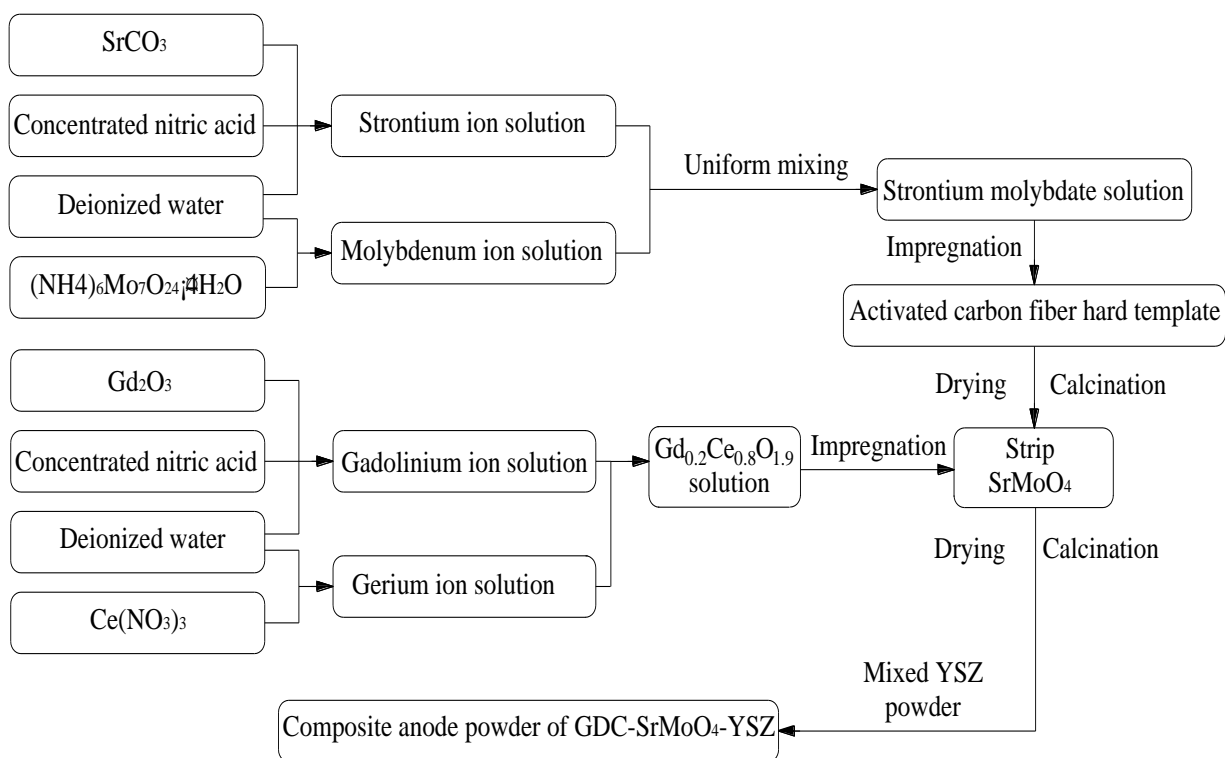 SrCO₃
Concentrated nitric acid
Deionized water
(NH4)₆Mo₇O₂₄¡¤4H₂O
Strontium ion solution
Molybdenum ion solution
Uniform mixing
Strontium molybdate solution
Impregnation
Activated carbon fiber hard template
Drying
Calcination
Gd₂O₃
Concentrated nitric acid
Deionized water
Ce(NO₃)₃
Gadolinium ion solution
Gerium ion solution
Gd₀.₂Ce₀.₈O₁.₉
solution
Impregnation
Strip
SrMoO₄
Drying
Calcination
Mixed YSZ
powder
Composite anode powder of GDC-SrMoO₄-YSZ